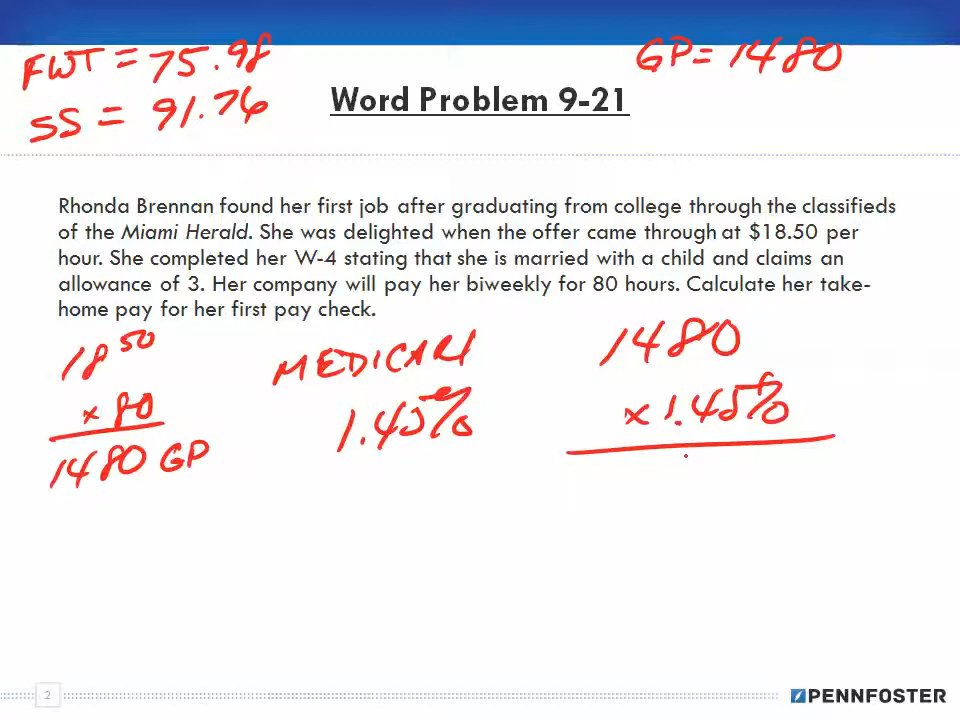 FWT = 75.98
GP = 1480
SS = 91.76
Word Problem 9-21
Rhonda Brennan found her first job after graduating from college through the classifieds
of the Miami Herald. She was delighted when the offer came through at $18.50 per
hour. She completed her W-4 stating that she is married with a child and claims an
allowance of 3. Her company will pay her biweekly for 80 hours. Calculate her take-
home pay for her first pay check.
18 50
x 80
1480 GP
MEDICARE
1.45%
1480
x 1.45%
2
PENNFOSTER